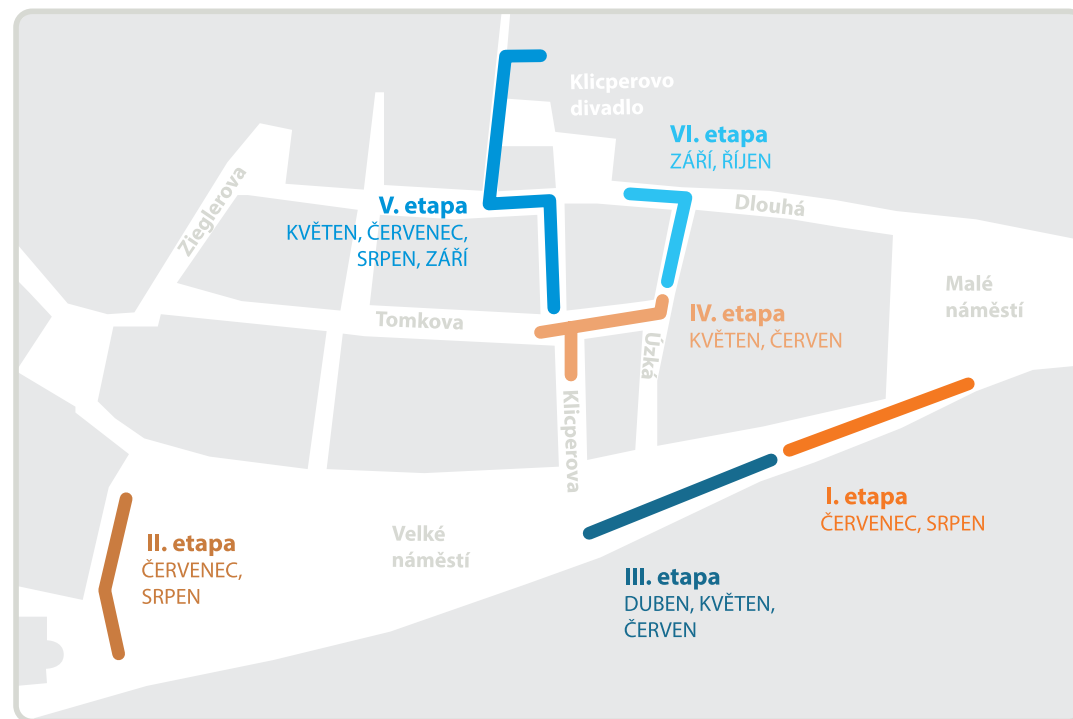 Klicperovo
divadlo
VI. etapa
ZÁŘÍ, ŘÍJEN
Zieglerova
V. etapa
KVĚTEN, ČERVENEC,
SRPEN, ZÁŘÍ
Dlouhá
Malé
náměstí
Tomkova
IV. etapa
KVĚTEN, ČERVEN
Úzká
Klicperova
I. etapa
ČERVENEC, SRPEN
II. etapa
ČERVENEC,
SRPEN
Velké
náměstí
III. etapa
DUBEN, KVĚTEN,
ČERVEN